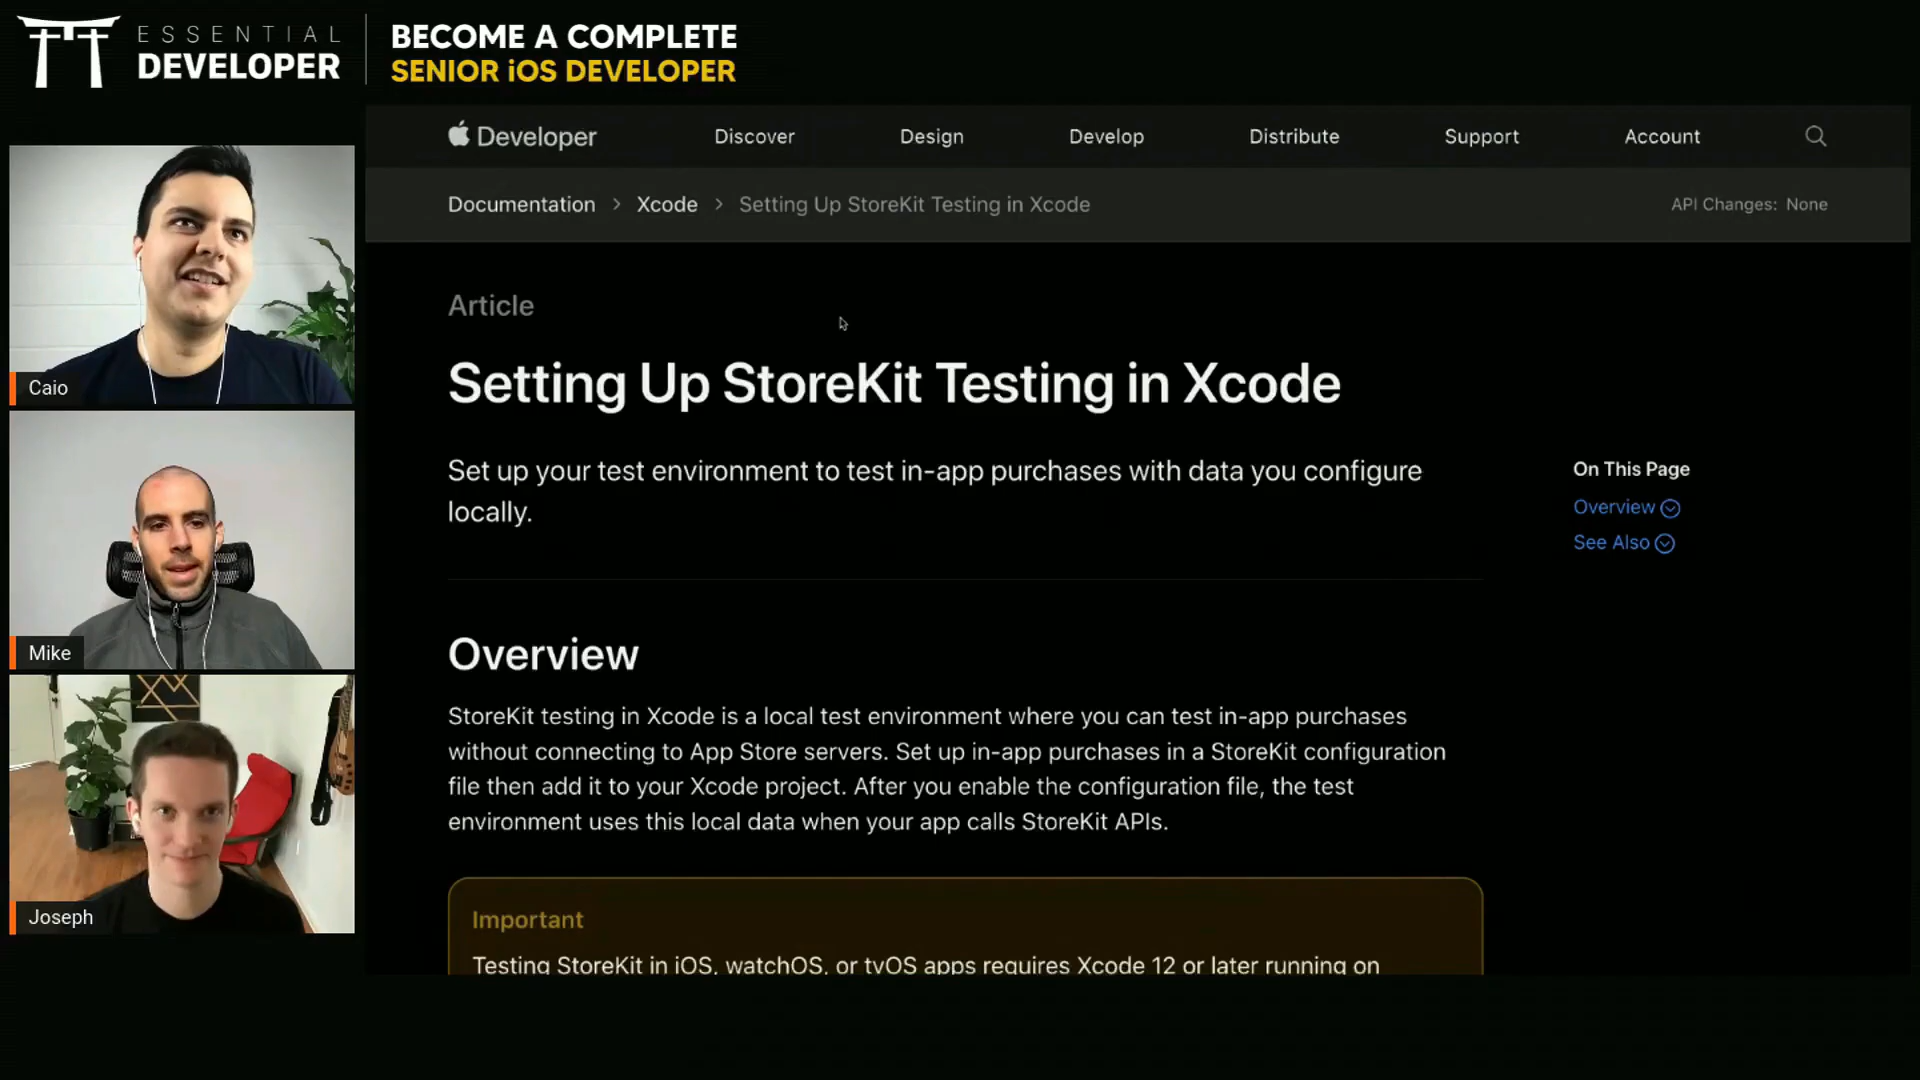 ESSENTIAL
DEVELOPER
BECOME A COMPLETE
SENIOR iOS DEVELOPER
Developer
Discover
Design
Develop
Distribute
Support
Account
Documentation > Xcode > Setting Up StoreKit Testing in Xcode
API Changes: None
Article
Setting Up StoreKit Testing in Xcode
Set up your test environment to test in-app purchases with data you configure
locally.
On This Page
Overview
See Also
Overview
StoreKit testing in Xcode is a local test environment where you can test in-app purchases
without connecting to App Store servers. Set up in-app purchases in a StoreKit configuration
file then add it to your Xcode project. After you enable the configuration file, the test
environment uses this local data when your app calls StoreKit APIs.
Important
Testing StoreKit in iOS, watchOS, or tvOS apps requires Xcode 12 or later running on
Caio
Mike
Joseph